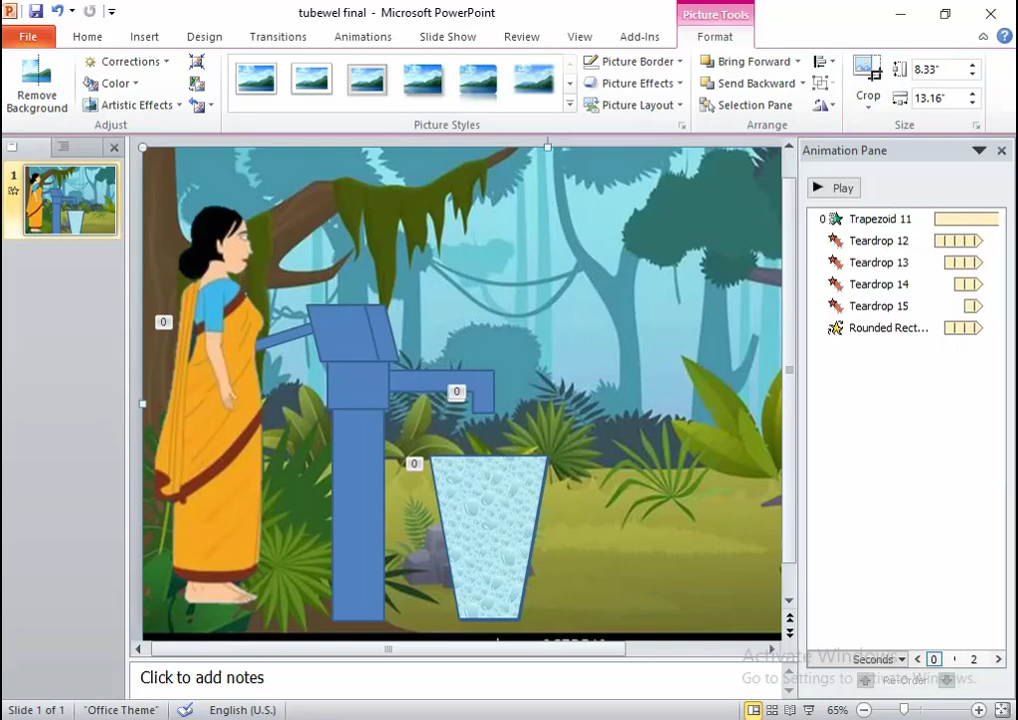 tubewel final - Microsoft PowerPoint
Picture Tools
File Home Insert Design Transitions Animations Slide Show Review View Add-Ins Format
Remove Background
Corrections
Color
Artistic Effects
Adjust
Picture Styles
Picture Border
Picture Effects
Picture Layout
Bring Forward
Send Backward
Selection Pane
Arrange
Crop
8.33"
13.16"
Size
1
Animation Pane
Play
0 Trapezoid 11
Teardrop 12
Teardrop 13
Teardrop 14
Teardrop 15
Rounded Rect...
0
0
0
Seconds 0 2
Re-Order
Activate Windows
Go to Settings to activate Windows.
Click to add notes
Slide 1 of 1 "Office Theme" English (U.S.) 65%